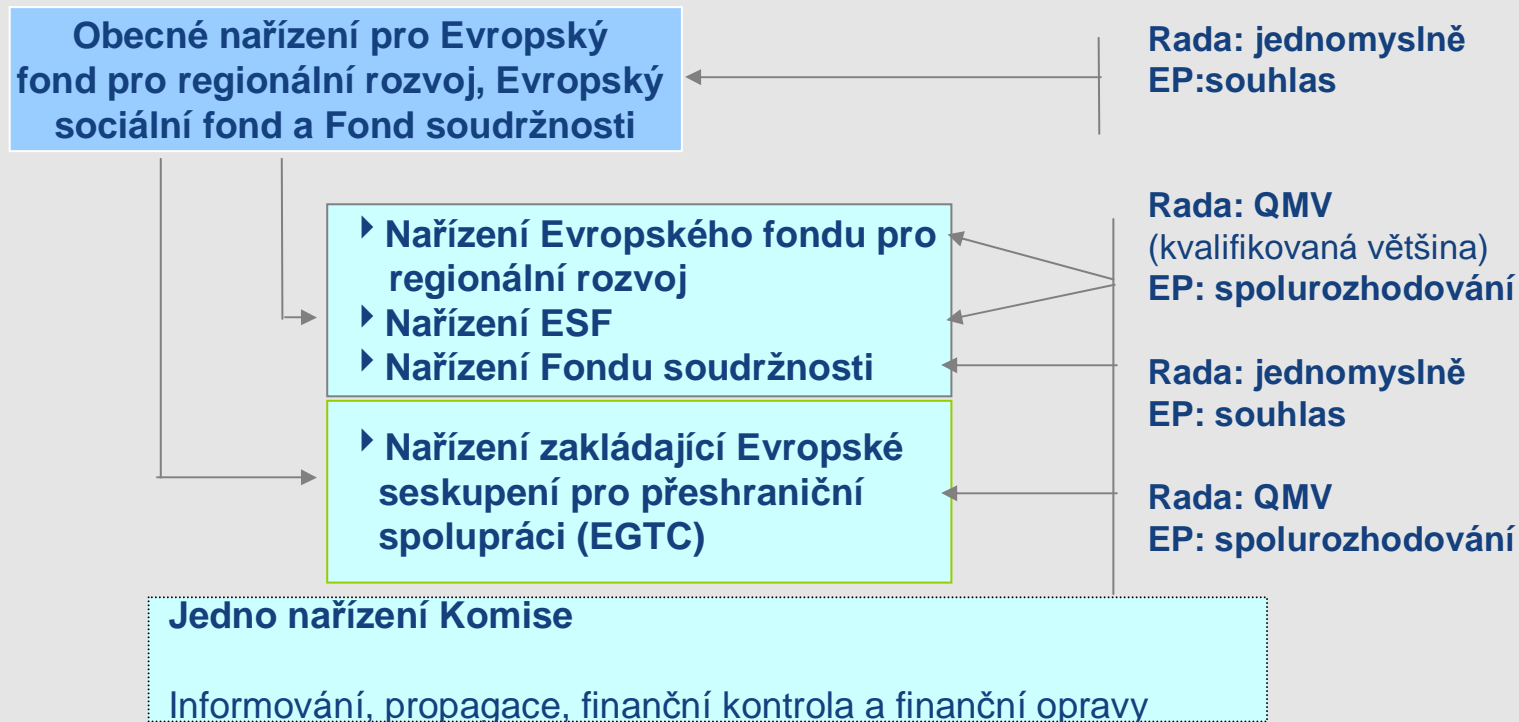 Obecné nařízení pro Evropský
fond pro regionální rozvoj, Evropský
sociální fond a Fond soudržnosti
Rada: jednomyslně
EP:souhlas
Nařízení Evropského fondu pro
regionální rozvoj
Nařízení ESF
Nařízení Fondu soudržnosti
Rada: QMV
(kvalifikovaná většina)
EP: spolurozhodování
Rada: jednomyslně
EP: souhlas
Nařízení zakládající Evropské
seskupení pro přeshraniční
spolupráci (EGTC)
Rada: QMV
EP: spolurozhodování
Jedno nařízení Komise
Informování, propagace, finanční kontrola a finanční opravy